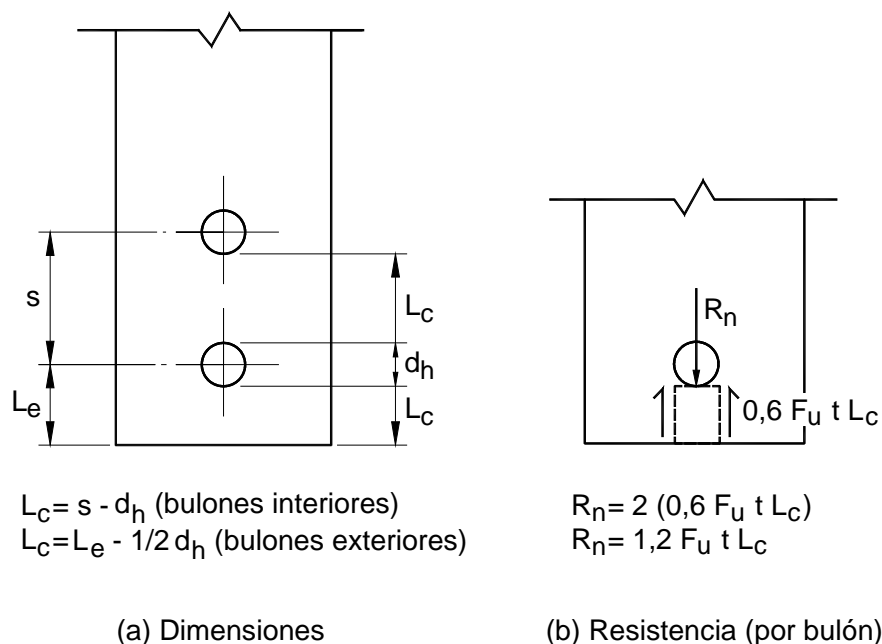 s
L_e
L_c
d_h
L_c
R_n
0,6 F_u t L_c
L_c= s - d_h (bulones interiores)
L_c=L_e - 1/2 d_h (bulones exteriores)
R_n= 2 (0,6 F_u t L_c)
R_n= 1,2 F_u t L_c
(a) Dimensiones
(b) Resistencia (por bulón)